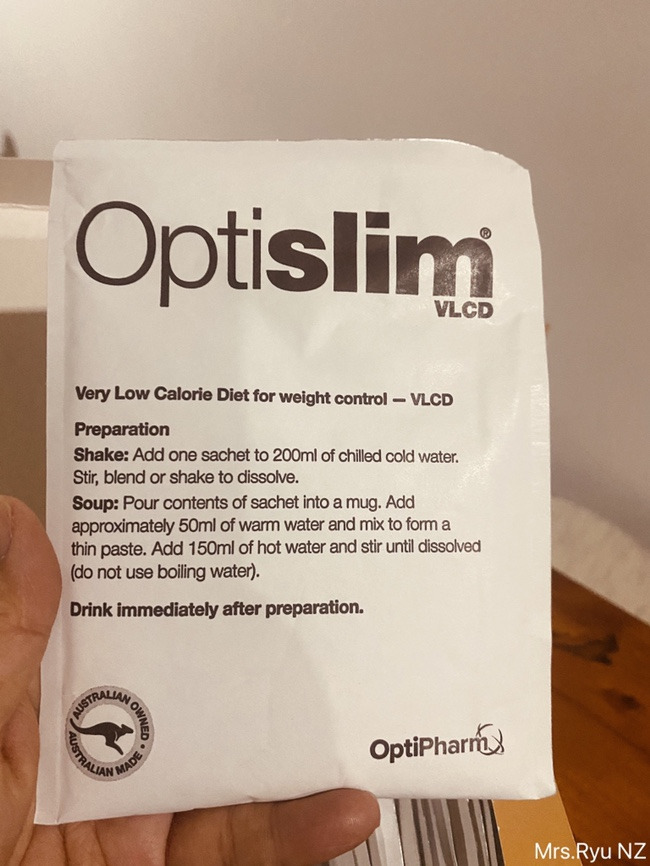 Optislim®
VLCD
Very Low Calorie Diet for weight control — VLCD
Preparation
Shake: Add one sachet to 200ml of chilled cold water.
Stir, blend or shake to dissolve.
Soup: Pour contents of sachet into a mug. Add
approximately 50ml of warm water and mix to form a
thin paste. Add 150ml of hot water and stir until dissolved
(do not use boiling water).
Drink immediately after preparation.
AUSTRALIAN OWNED •
AUSTRALIAN MADE •
OptiPharm
Mrs.Ryu NZ